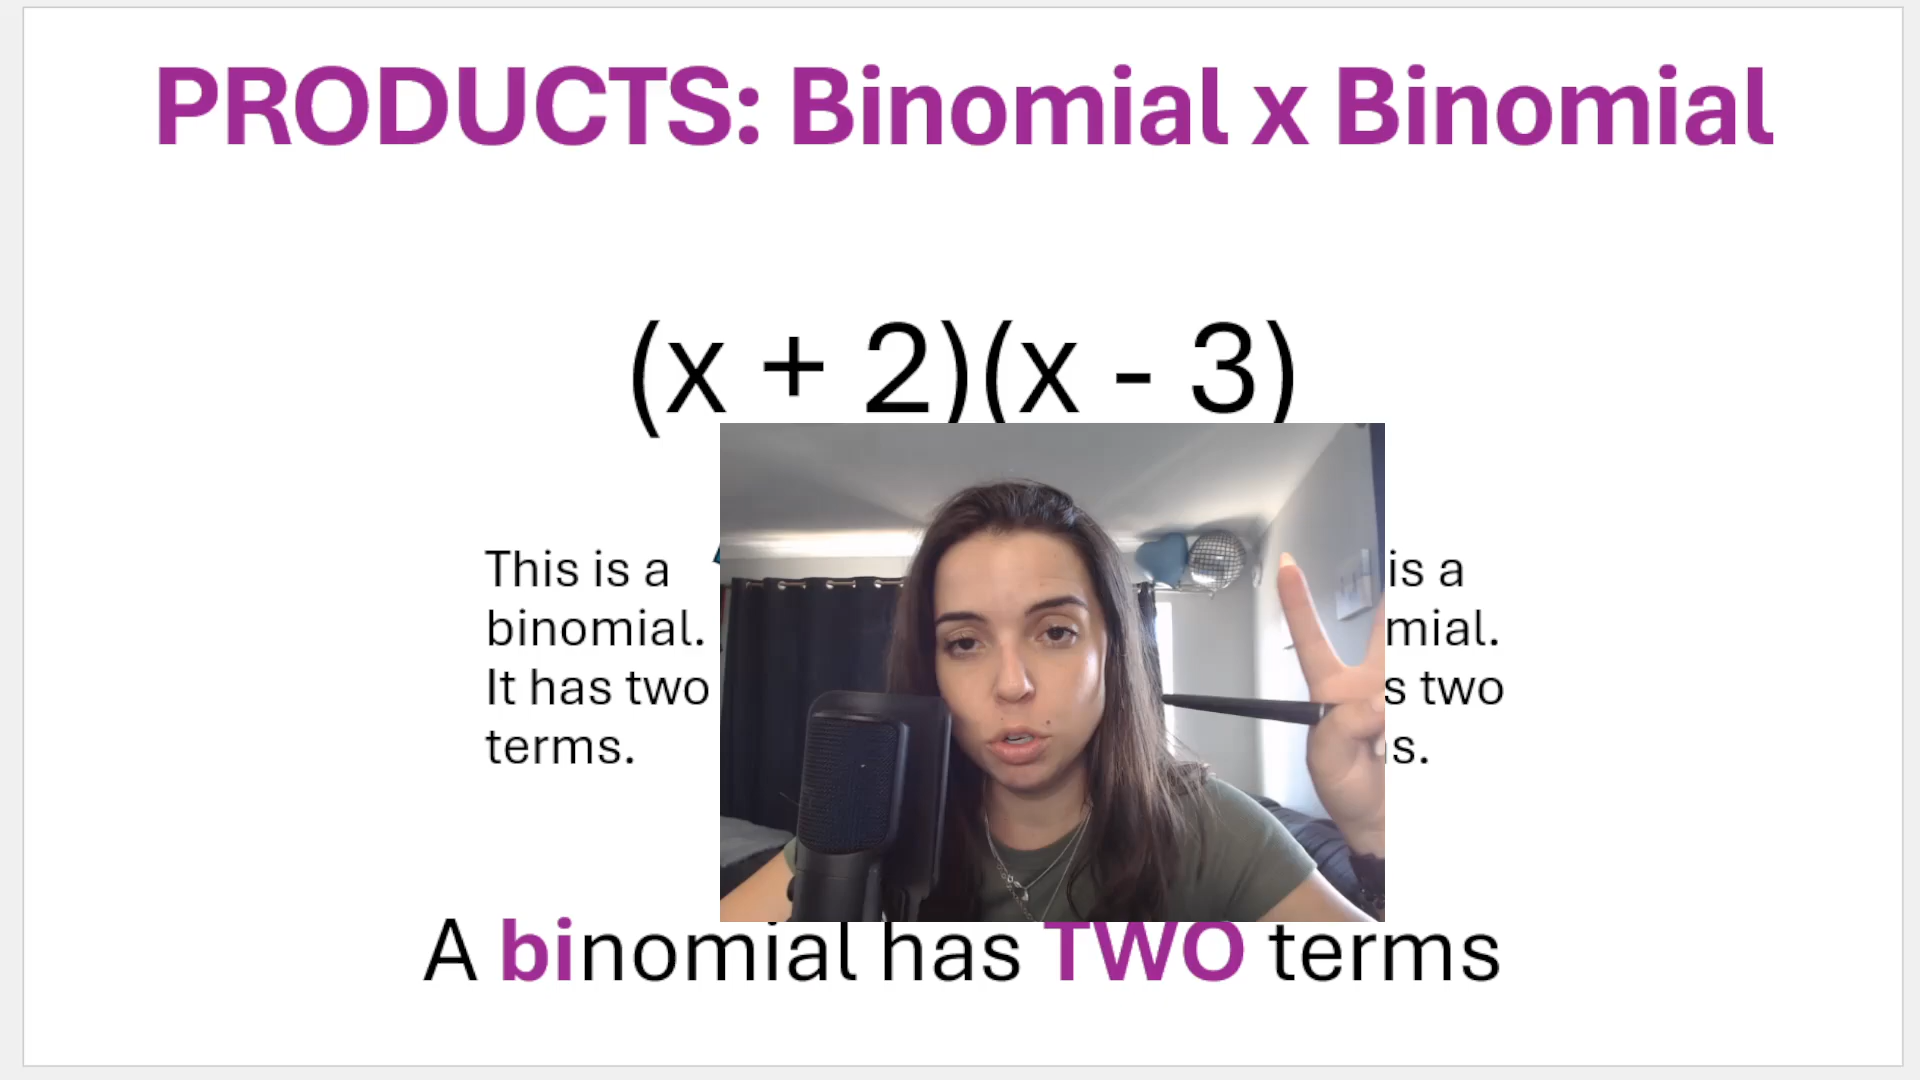 PRODUCTS: Binomial x Binomial
(x + 2)(x - 3)
This is a
binomial.
It has two
terms.
is a
mial.
s two
s.
A binomial has TWO terms